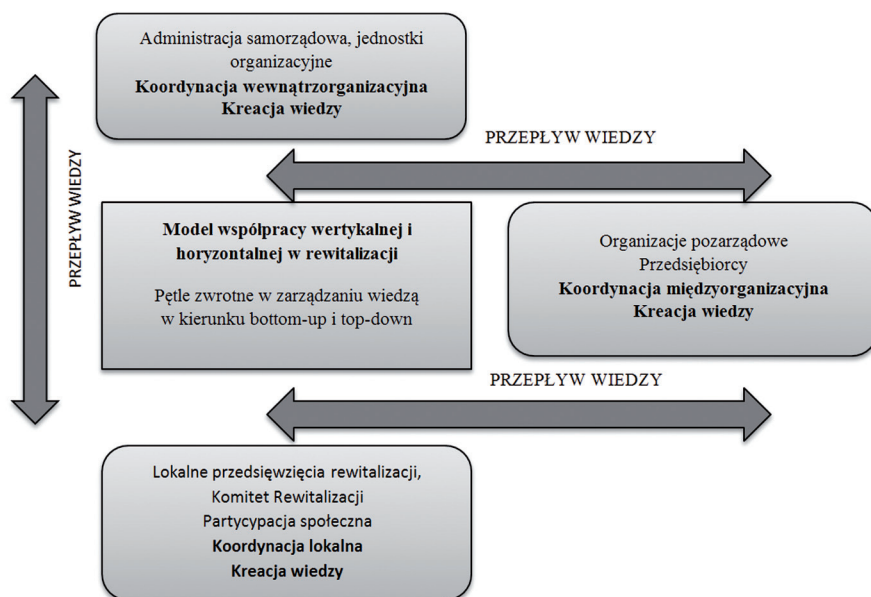 Administracja samorządowa, jednostki
organizacyjne
Koordynacja wewnątrzorganizacyjna
Kreacja wiedzy
PRZEPŁYW WIEDZY
PRZEPŁYW WIEDZY
Model współpracy wertykalnej i
horyzontalnej w rewitalizacji
Pętle zwrotne w zarządzaniu wiedzą
w kierunku bottom-up i top-down
Organizacje pozarządowe
Przedsiębiorcy
Koordynacja międzyorganizacyjna
Kreacja wiedzy
PRZEPŁYW WIEDZY
Lokalne przedsięwzięcia rewitalizacji,
Komitet Rewitalizacji
Partycypacja społeczna
Koordynacja lokalna
Kreacja wiedzy